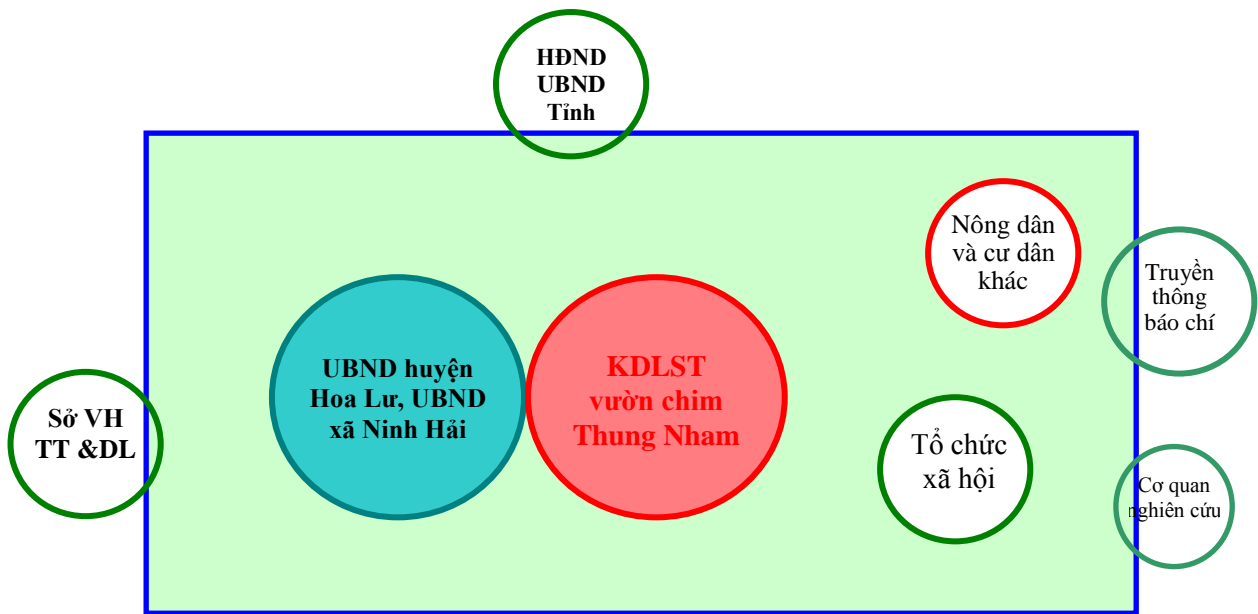 HĐND
UBND
Tỉnh
Nông dân
và cư dân
khác
Truyền
thông
báo chí
UBND huyện
Hoa Lư, UBND
xã Ninh Hải
KDLST
vườn chim
Thung Nham
Sở VH
TT &DL
Tổ chức
xã hội
Cơ quan
nghiên cứu